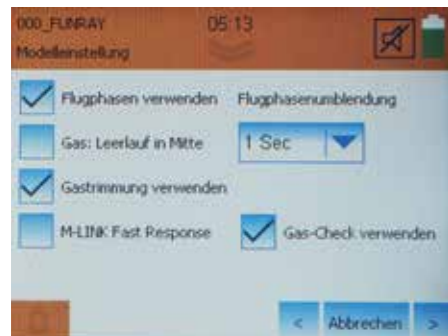 000_FUNRAY 05:13
Modelleinstellung
Flugphasen verwenden Flugphasenumblendung
Gas: Leerlauf in Mitte 1 Sec
Gastrimmung verwenden
M-LINK Fast Response Gas-Check verwenden
< Abbrechen >